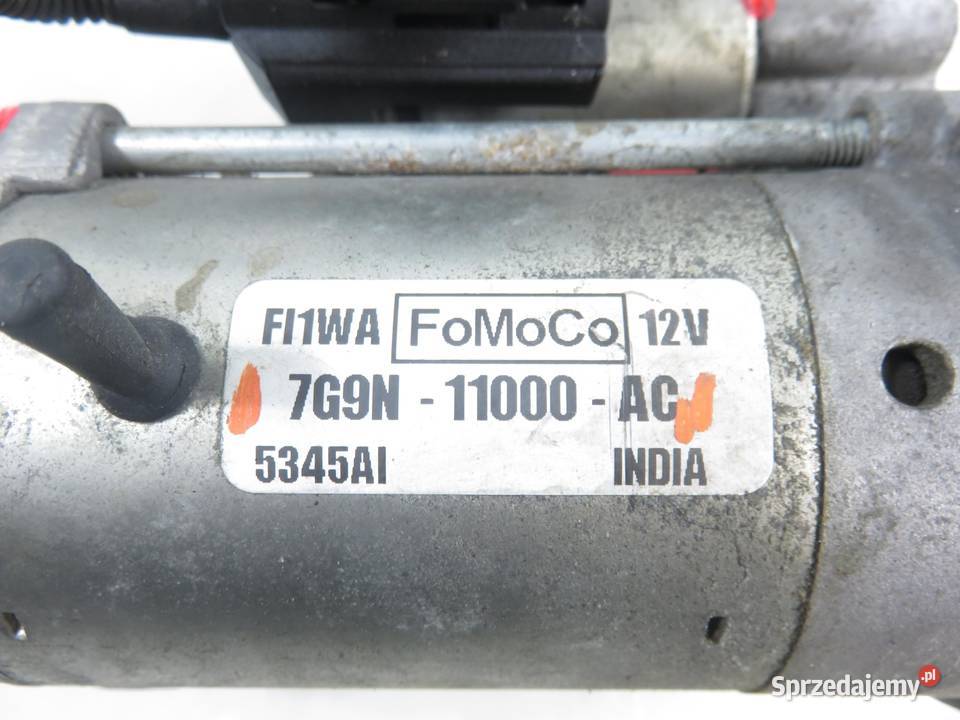 FI1WA FoMoCo 12V
7G9N - 11000 - AC
5345AI INDIA
Sprzedajemy.pl